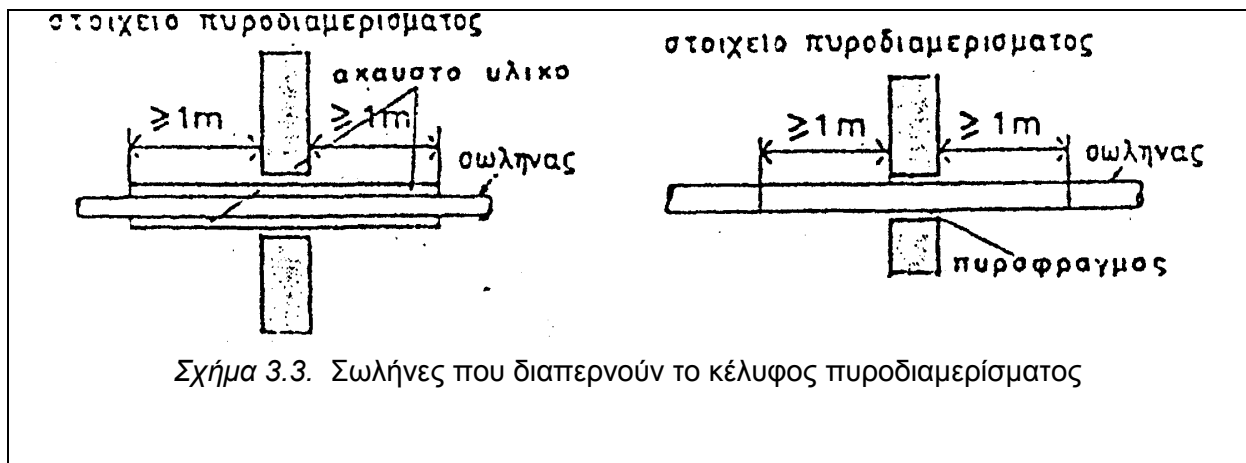 στοιχειο πυροδιαμερισματος
ακαυστο υλικο
≥1m ≥1m
σωληνας
στοιχειο πυροδιαμερισματος
≥1m ≥1m
σωληνας
πυροφραγμος
Σχήμα 3.3. Σωλήνες που διαπερνούν το κέλυφος πυροδιαμερίσματος